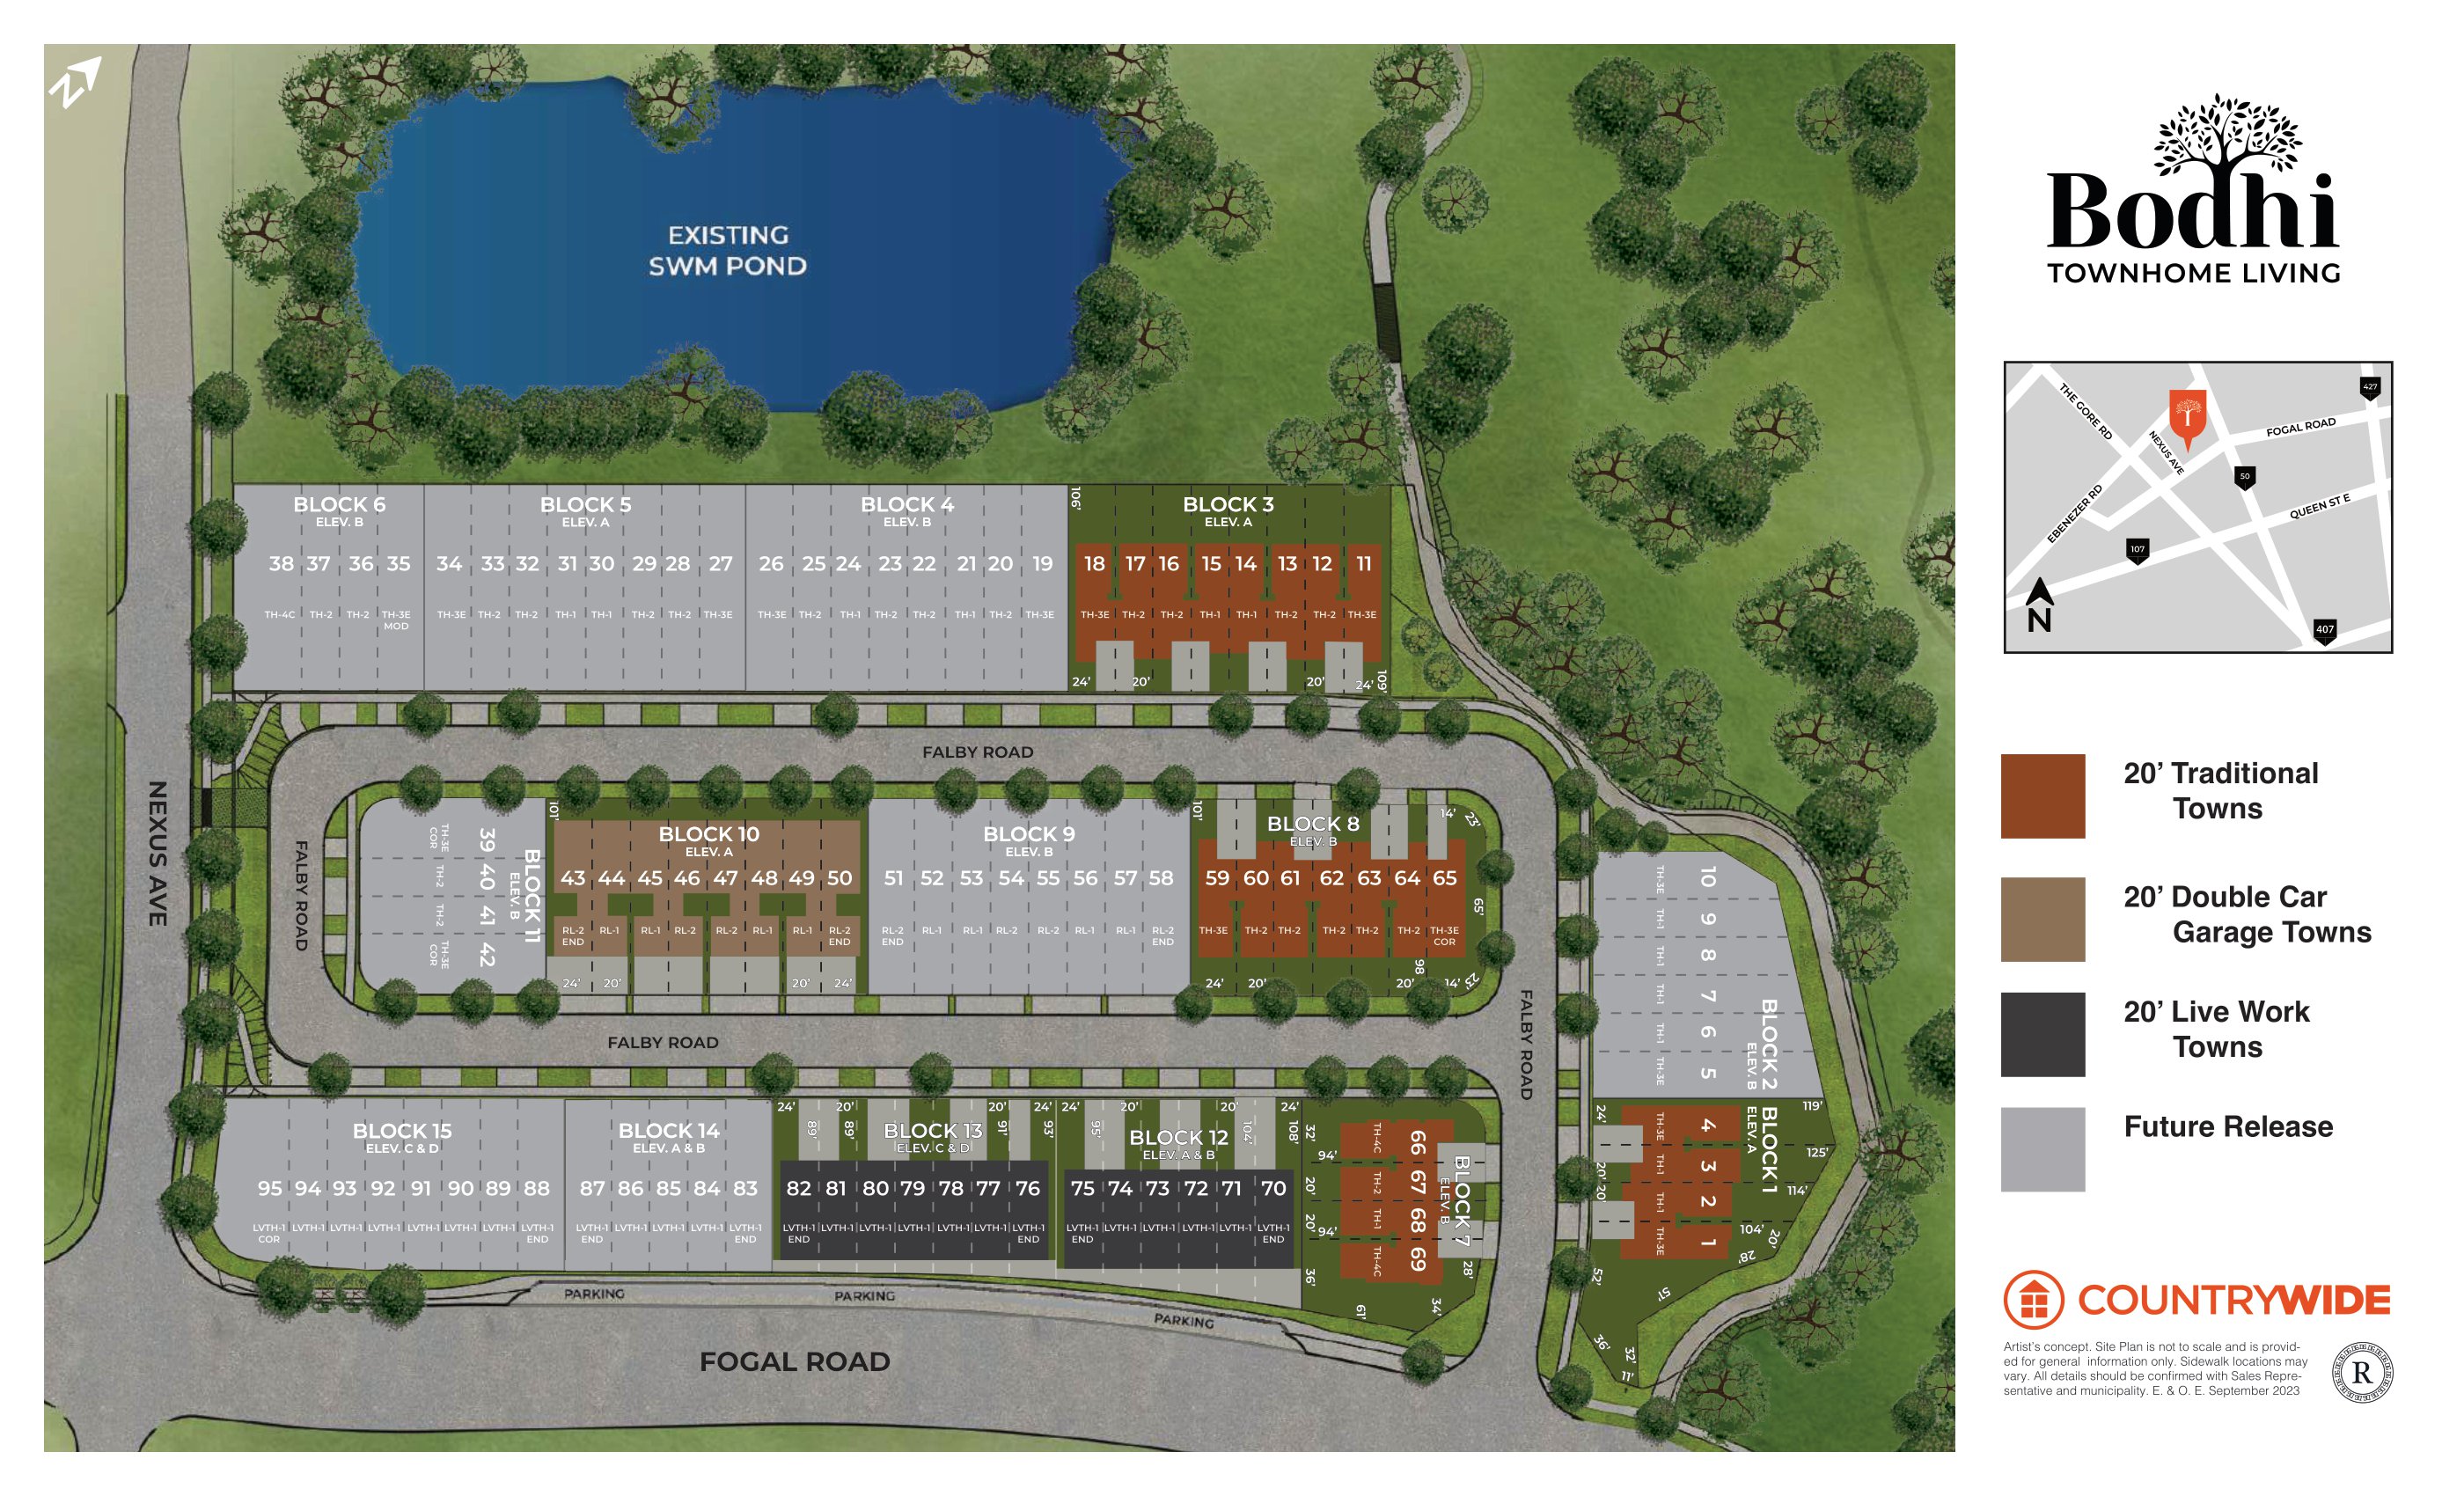 N
EXISTING
SWM POND
BLOCK 6
ELEV. B
38 37 36 35
TH-4C TH-2 TH-2 TH-3E
MOD
BLOCK 5
ELEV. A
34 33 32 31 30 29 28 27
TH-3E TH-2 TH-2 TH-1 TH-1 TH-2 TH-2 TH-3E
BLOCK 4
ELEV. B
26 25 24 23 22 21 20 19
TH-3E TH-2 TH-1 TH-2 TH-2 TH-1 TH-2 TH-3E
106'
BLOCK 3
ELEV. A
18 17 16 15 14 13 12 11
TH-3E TH-2 TH-2 TH-1 TH-1 TH-2 TH-2 TH-3E
24' 20' 20' 24' 109'
FALBY ROAD
NEXUS AVE
FALBY ROAD
BLOCK 11
ELEV. B
39 40 41 42
TH-3E
COR
TH-2
TH-2
TH-3E
COR
101'
BLOCK 10
ELEV. A
43 44 45 46 47 48 49 50
RL-2 RL-1 RL-1 RL-2 RL-2 RL-1 RL-1 RL-2
END END
24' 20' 20' 24'
BLOCK 9
ELEV. B
51 52 53 54 55 56 57 58
RL-2 RL-1 RL-1 RL-2 RL-2 RL-1 RL-1 RL-2
END END
101'
BLOCK 8
ELEV. B
14' 23'
59 60 61 62 63 64 65
65'
TH-3E TH-2 TH-2 TH-2 TH-2 TH-2 TH-3E
COR
98
24' 20' 20' 14' 23'
FALBY ROAD
FALBY ROAD
BLOCK 2
ELEV. B
10 9 8 7 6 5
TH-3E TH-1 TH-1 TH-1 TH-1 TH-3E
BLOCK 1
ELEV. A
4 3 2 1
TH-3E TH-1 TH-1 TH-3E
24' 20' 20' 52'
119' 125' 114' 104' 20' 28'
51' 36' 32' 11'
BLOCK 15
ELEV. C & D
95 94 93 92 91 90 89 88
LVTH-1 LVTH-1 LVTH-1 LVTH-1 LVTH-1 LVTH-1 LVTH-1 LVTH-1
COR END
BLOCK 14
ELEV. A & B
87 86 85 84 83
LVTH-1 LVTH-1 LVTH-1 LVTH-1 LVTH-1
END END
24' 20' 20' 24'
89' 89' 91' 93'
BLOCK 13
ELEV. C & D
82 81 80 79 78 77 76
LVTH-1 LVTH-1 LVTH-1 LVTH-1 LVTH-1 LVTH-1 LVTH-1
END END
24' 20' 20' 24'
95' 104' 108'
BLOCK 12
ELEV. A & B
75 74 73 72 71 70
LVTH-1 LVTH-1 LVTH-1 LVTH-1 LVTH-1 LVTH-1
END END
BLOCK 7
ELEV. B
66 67 68 69
TH-4C TH-2 TH-1 TH-4C
32' 94' 20' 20' 94' 36'
28' 34' 61'
PARKING
PARKING
PARKING
FOGAL ROAD
Bodhi
TOWNHOME LIVING
THE GORE RD
NEXUS AVE
FOGAL ROAD
EBENEZER RD
QUEEN ST E
427
50
107
407
N
20' Traditional
Towns
20' Double Car
Garage Towns
20' Live Work
Towns
Future Release
COUNTRYWIDE
Artist's concept. Site Plan is not to scale and is provid-
ed for general information only. Sidewalk locations may
vary. All details should be confirmed with Sales Repre-
sentative and municipality. E. & O. E. September 2023
R